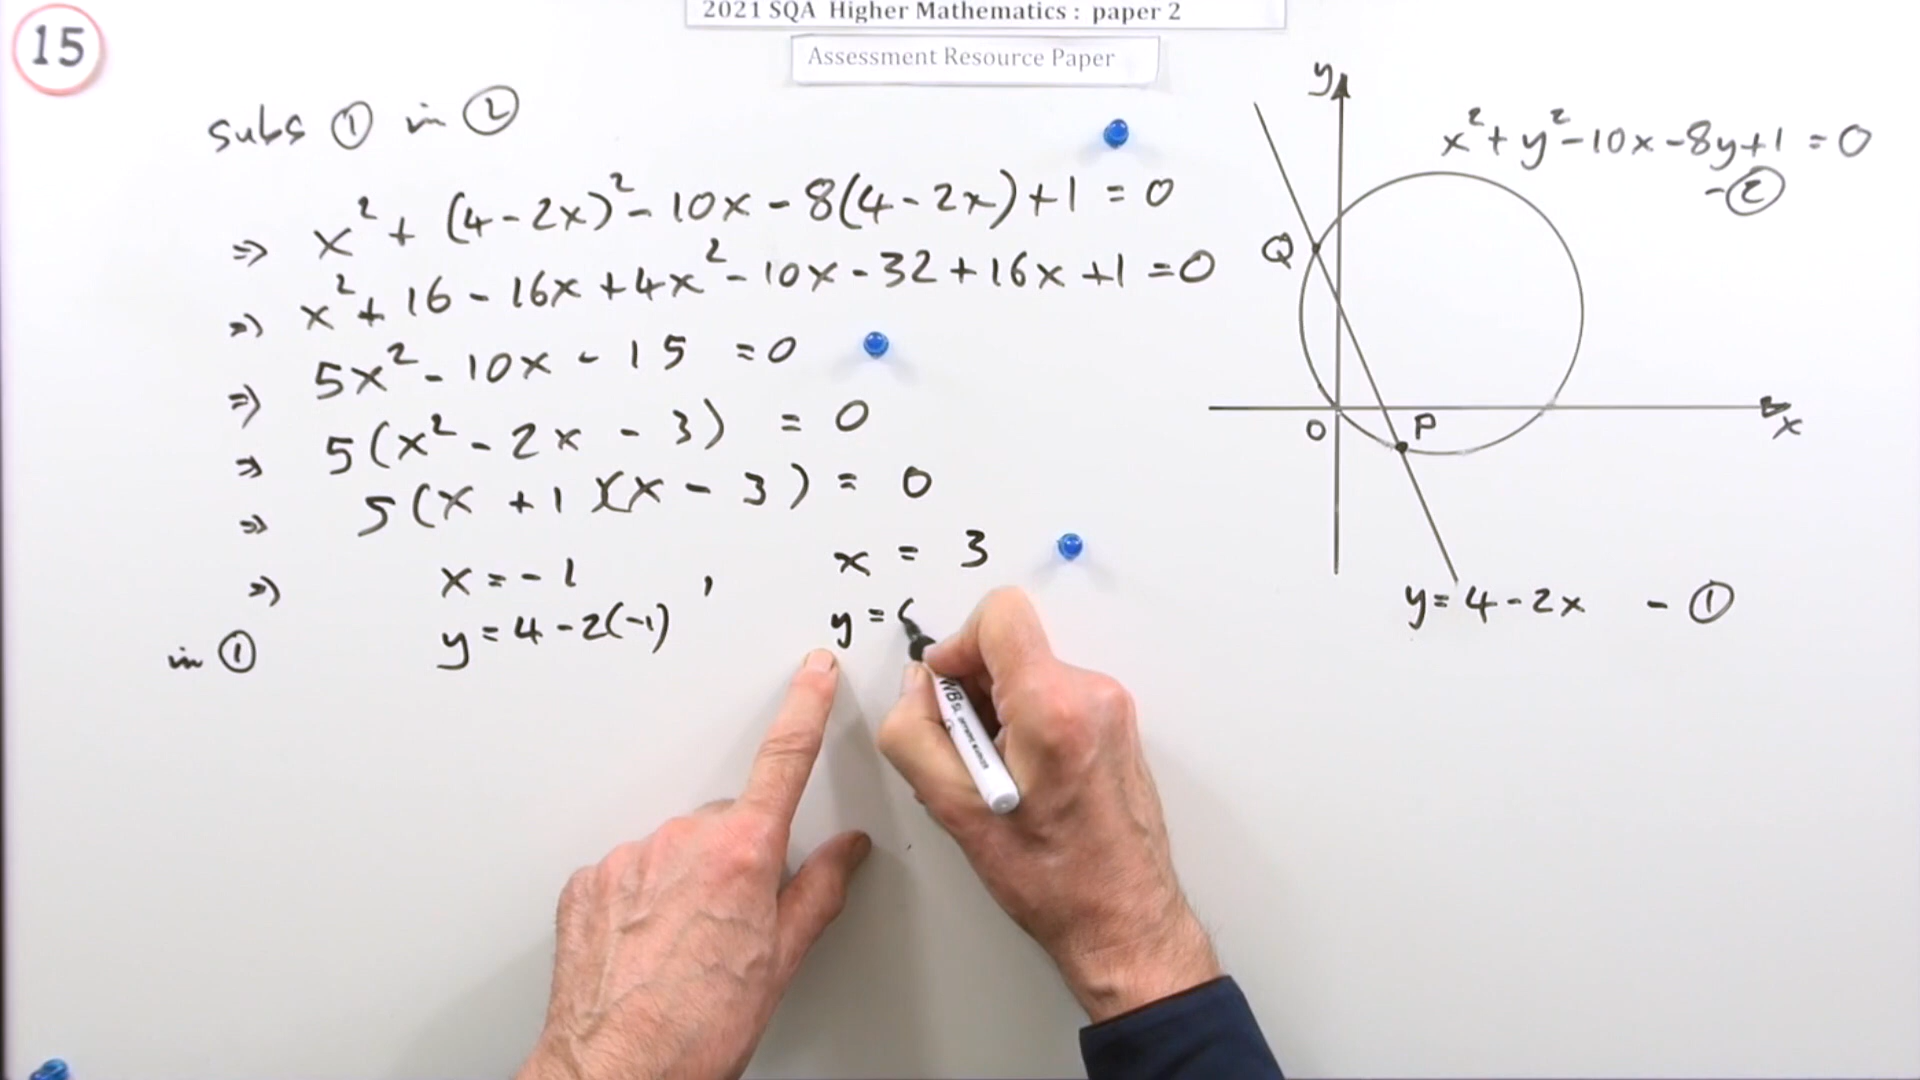 15
2021 SQA Higher Mathematics : paper 2
Assessment Resource Paper
subs ① in ②
⇒ x² + (4 - 2x)² - 10x - 8(4 - 2x) + 1 = 0
⇒ x² + 16 - 16x + 4x² - 10x - 32 + 16x + 1 = 0
⇒ 5x² - 10x - 15 = 0
⇒ 5(x² - 2x - 3) = 0
⇒ 5(x + 1)(x - 3) = 0
⇒ x = -1 , x = 3
in ① y = 4 - 2(-1) y =
y
x² + y² - 10x - 8y + 1 = 0
- ②
Q
O
P
x
y = 4 - 2x - ①
WB